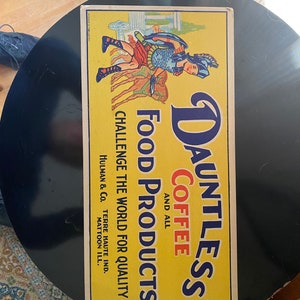 DAUNTLESS
COFFEE
AND ALL
FOOD PRODUCTS
CHALLENGE THE WORLD FOR QUALITY
HULMAN & CO. TERRE HAUTE IND.
MATTOON ILL.